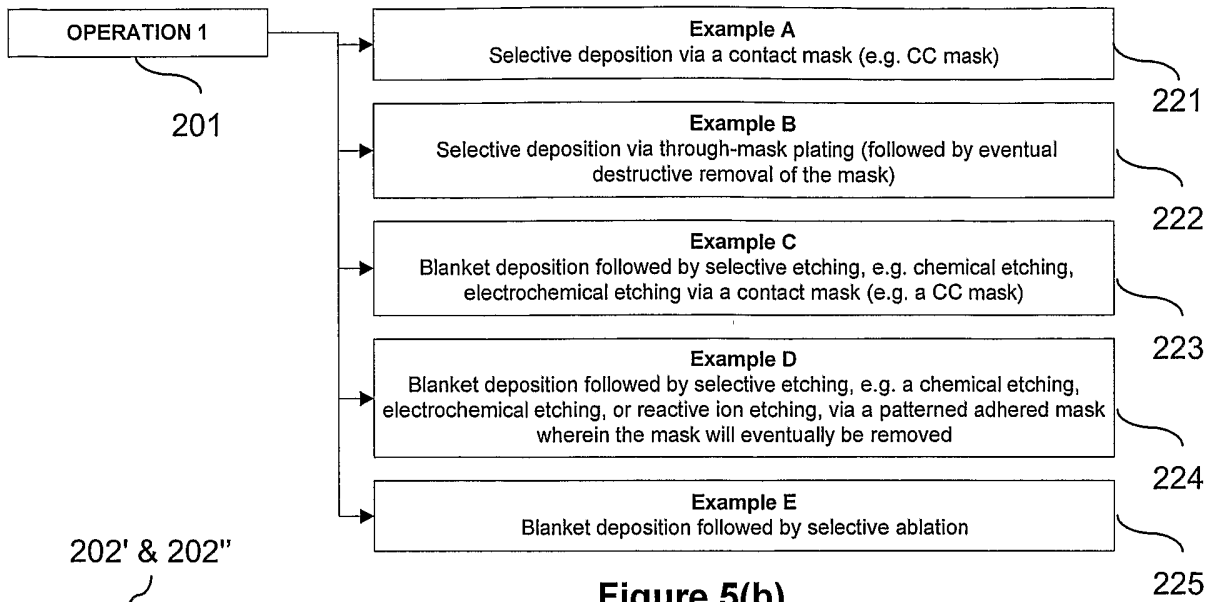 OPERATION 1
201
Example A
Selective deposition via a contact mask (e.g. CC mask)
221
Example B
Selective deposition via through-mask plating (followed by eventual
destructive removal of the mask)
222
Example C
Blanket deposition followed by selective etching, e.g. chemical etching,
electrochemical etching via a contact mask (e.g. a CC mask)
223
Example D
Blanket deposition followed by selective etching, e.g. a chemical etching,
electrochemical etching, or reactive ion etching, via a patterned adhered mask
wherein the mask will eventually be removed
224
Example E
Blanket deposition followed by selective ablation
225
202' & 202"
Figure 5(b)